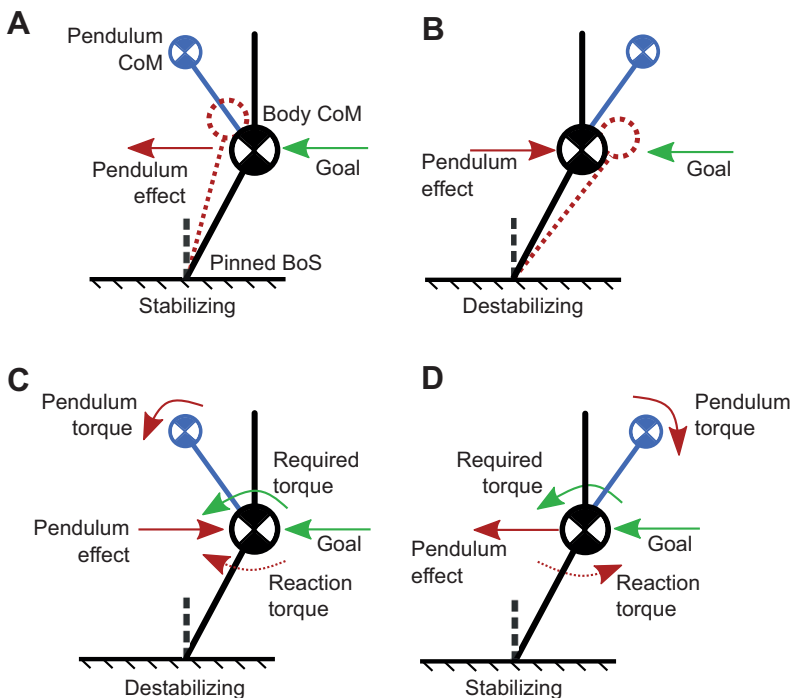 A
Pendulum
CoM
Body CoM
Pendulum
effect
Goal
Pinned BoS
Stabilizing
B
Pendulum
effect
Goal
Destabilizing
C
Pendulum
torque
Required
torque
Pendulum
effect
Goal
Reaction
torque
Destabilizing
D
Pendulum
torque
Required
torque
Pendulum
effect
Goal
Reaction
torque
Stabilizing